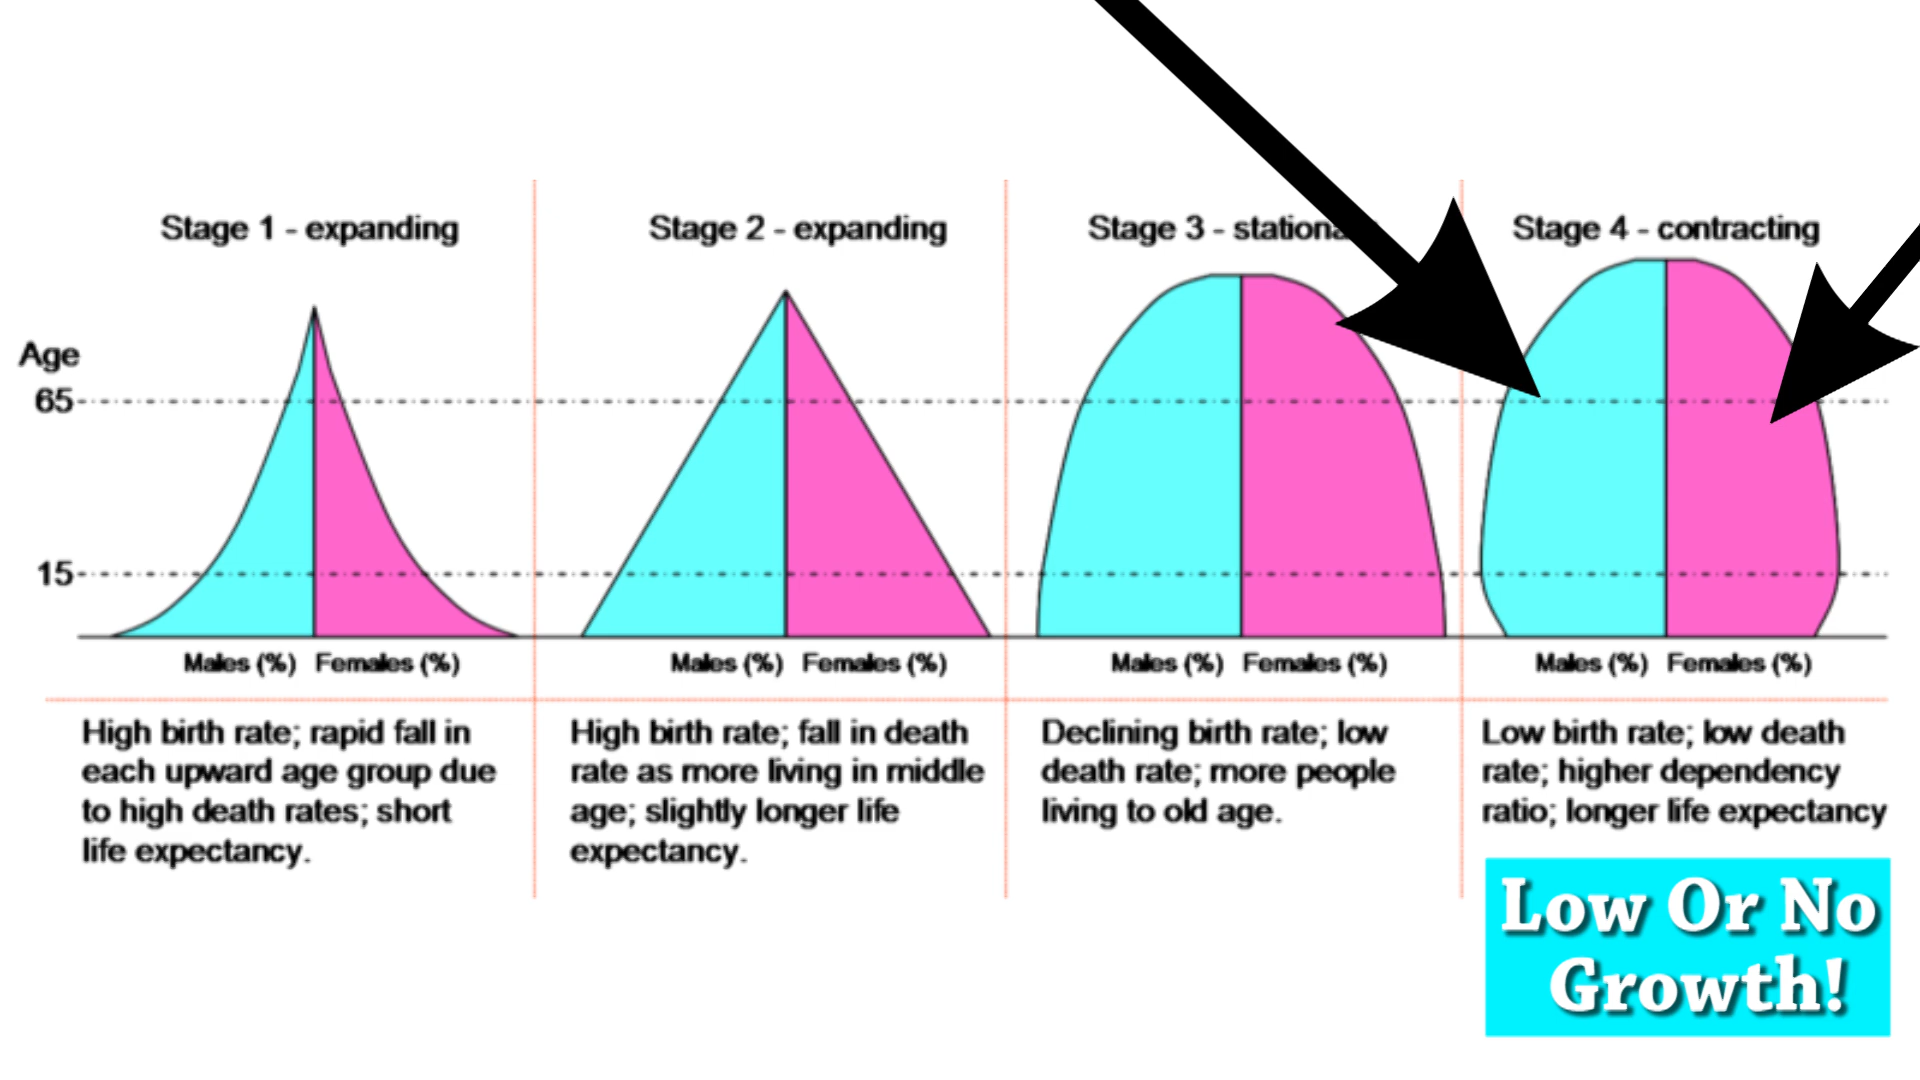 Stage 1 - expanding
Stage 2 - expanding
Stage 3 - stationa
Stage 4 - contracting
Age
65
15
Males (%) Females (%)
Males (%) Females (%)
Males (%) Females (%)
Males (%) Females (%)
High birth rate; rapid fall in
each upward age group due
to high death rates; short
life expectancy.
High birth rate; fall in death
rate as more living in middle
age; slightly longer life
expectancy.
Declining birth rate; low
death rate; more people
living to old age.
Low birth rate; low death
rate; higher dependency
ratio; longer life expectancy
Low Or No
Growth!